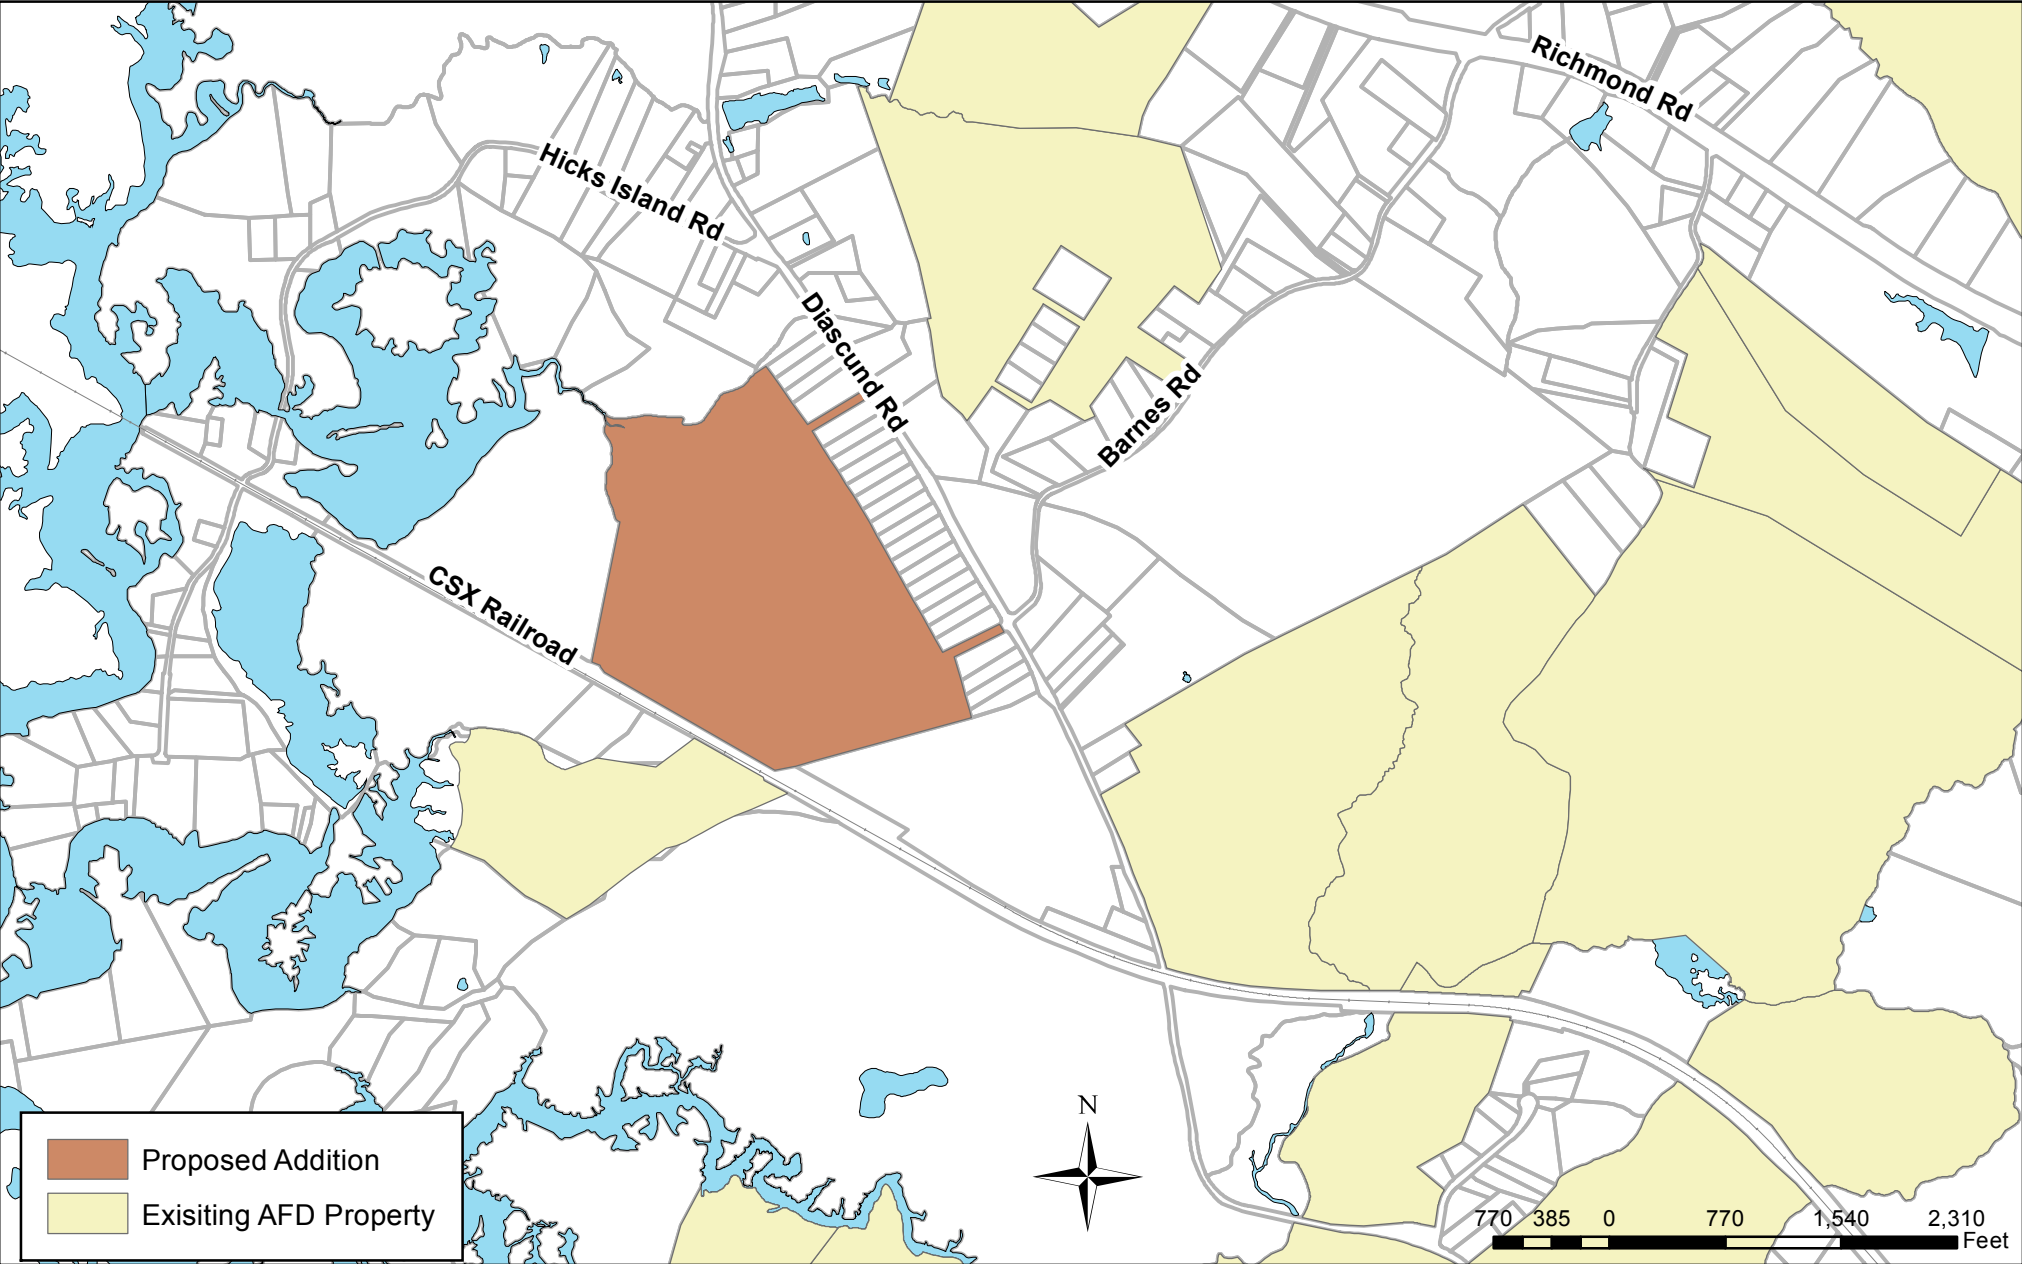 Richmond Rd
Hicks Island Rd
Diascund Rd
Barnes Rd
CSX Railroad
N
Proposed Addition
Exisiting AFD Property
770 385 0 770 1,540 2,310
Feet